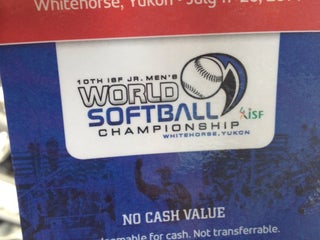 Whitehorse, Yukon • July
10TH ISF JR. MEN'S
WORLD
SOFTBALL
CHAMPIONSHIP
WHITEHORSE, YUKON
iSF
NO CASH VALUE
for cash. Not transferrable.